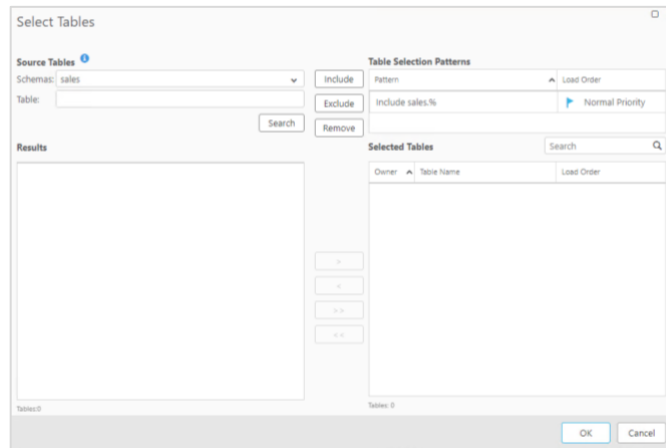 Select Tables
Source Tables
Table Selection Patterns
Schemas: sales
Include
Pattern
Load Order
Table:
Exclude
Include sales.%
Normal Priority
Search
Remove
Results
Selected Tables
Search
Owner
Table Name
Load Order
>
<
>>
<<
Tables:0
Tables: 0
OK
Cancel